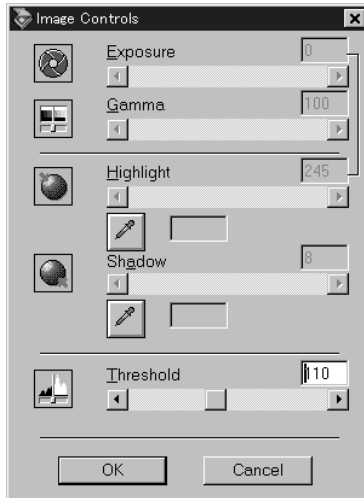 Image Controls
Exposure 0
Gamma 100
Highlight 245
Shadow 8
Threshold 110
OK Cancel